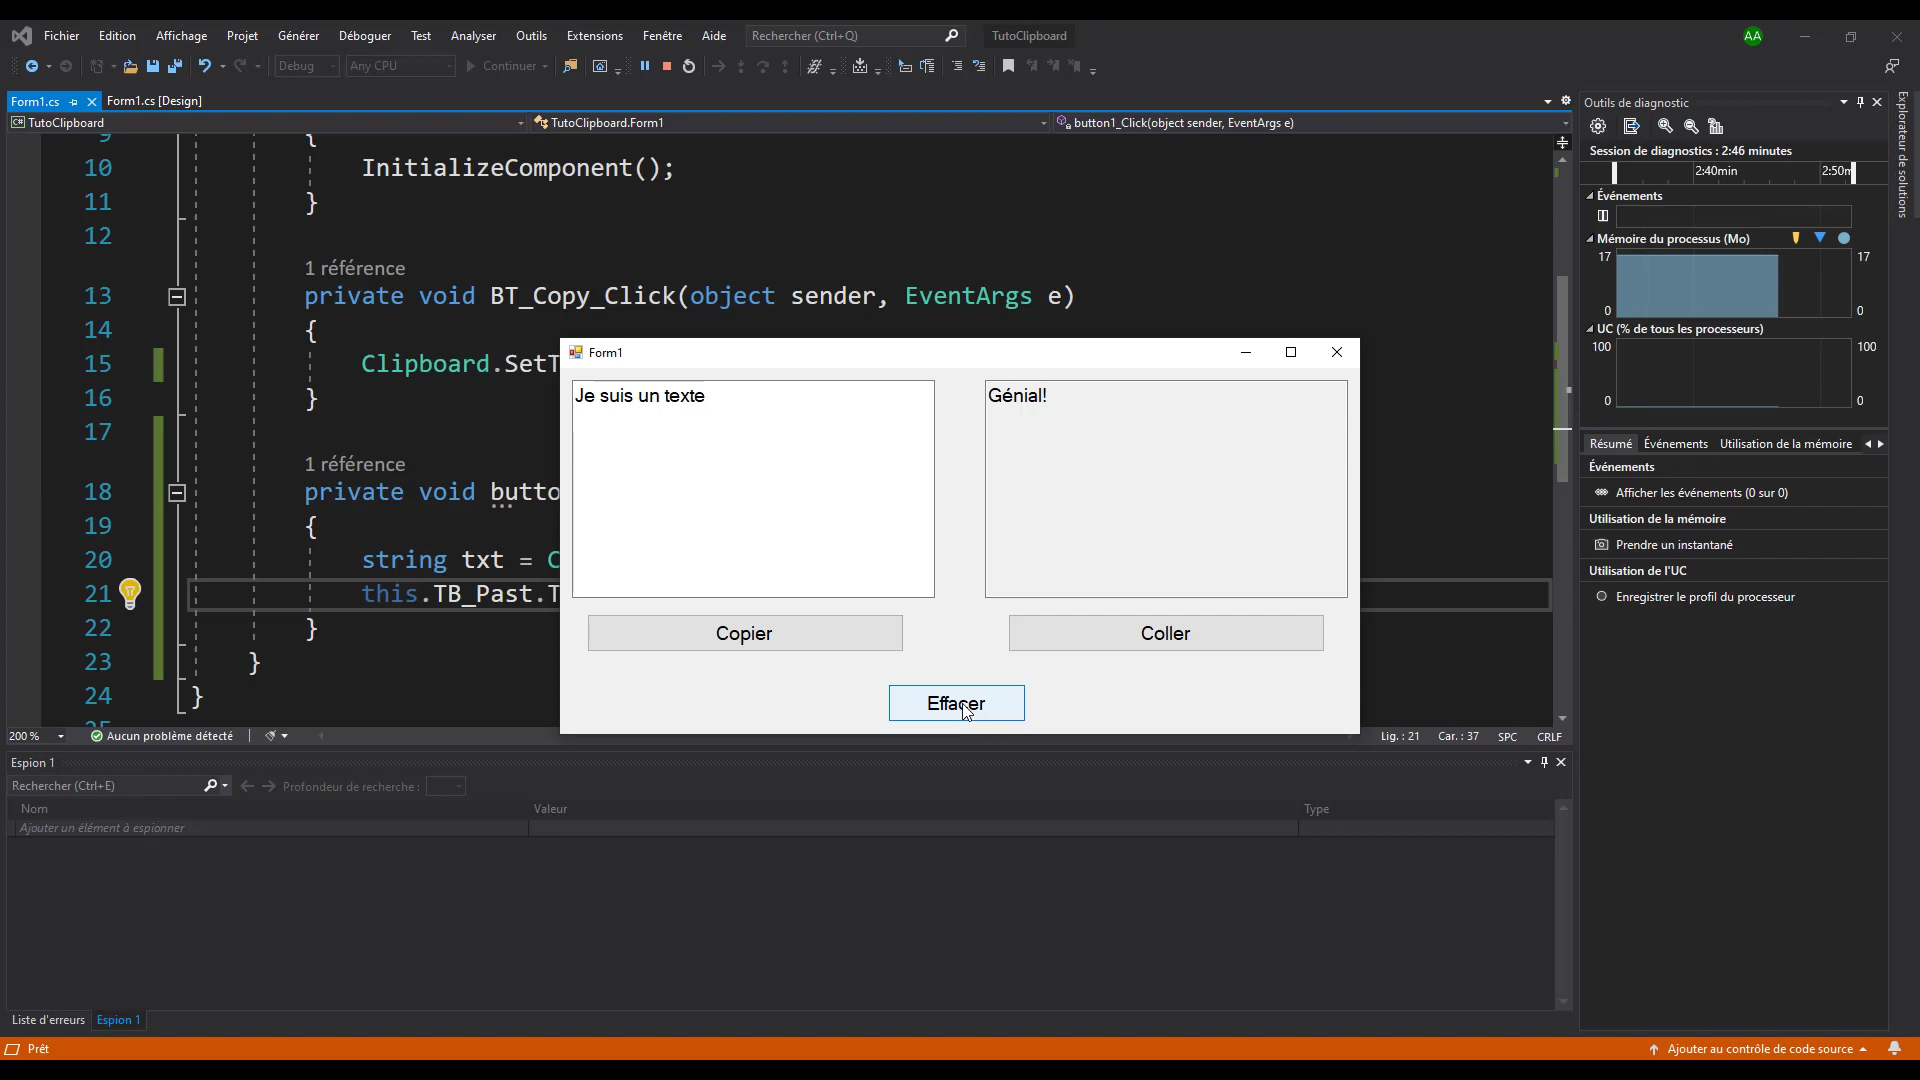 Fichier Edition Affichage Projet Générer Déboguer Test Analyser Outils Extensions Fenêtre Aide Rechercher (Ctrl+Q) TutoClipboard AA
Debug Any CPU Continuer
Form1.cs Form1.cs [Design]
TutoClipboard TutoClipboard.Form1 button1_Click(object sender, EventArgs e)
9 {
10 InitializeComponent();
11 }
12
1 référence
13 private void BT_Copy_Click(object sender, EventArgs e)
14 {
15 Clipboard.SetT
16 }
17
1 référence
18 private void butto
19 {
20 string txt = C
21 this.TB_Past.T
22 }
23 }
24 }
25
Form1
Je suis un texte
Génial!
Copier
Coller
Effacer
200 % Aucun problème détecté Lig. : 21 Car. : 37 SPC CRLF
Espion 1
Rechercher (Ctrl+E) Profondeur de recherche :
Nom Valeur Type
Ajouter un élément à espionner
Liste d'erreurs Espion 1
Prêt Ajouter au contrôle de code source
Outils de diagnostic
Session de diagnostics : 2:46 minutes
2:40min 2:50m
Événements
Mémoire du processus (Mo)
17 17
0 0
UC (% de tous les processeurs)
100 100
0 0
Résumé Événements Utilisation de la mémoire
Événements
Afficher les événements (0 sur 0)
Utilisation de la mémoire
Prendre un instantané
Utilisation de l'UC
Enregistrer le profil du processeur
Explorateur de solutions